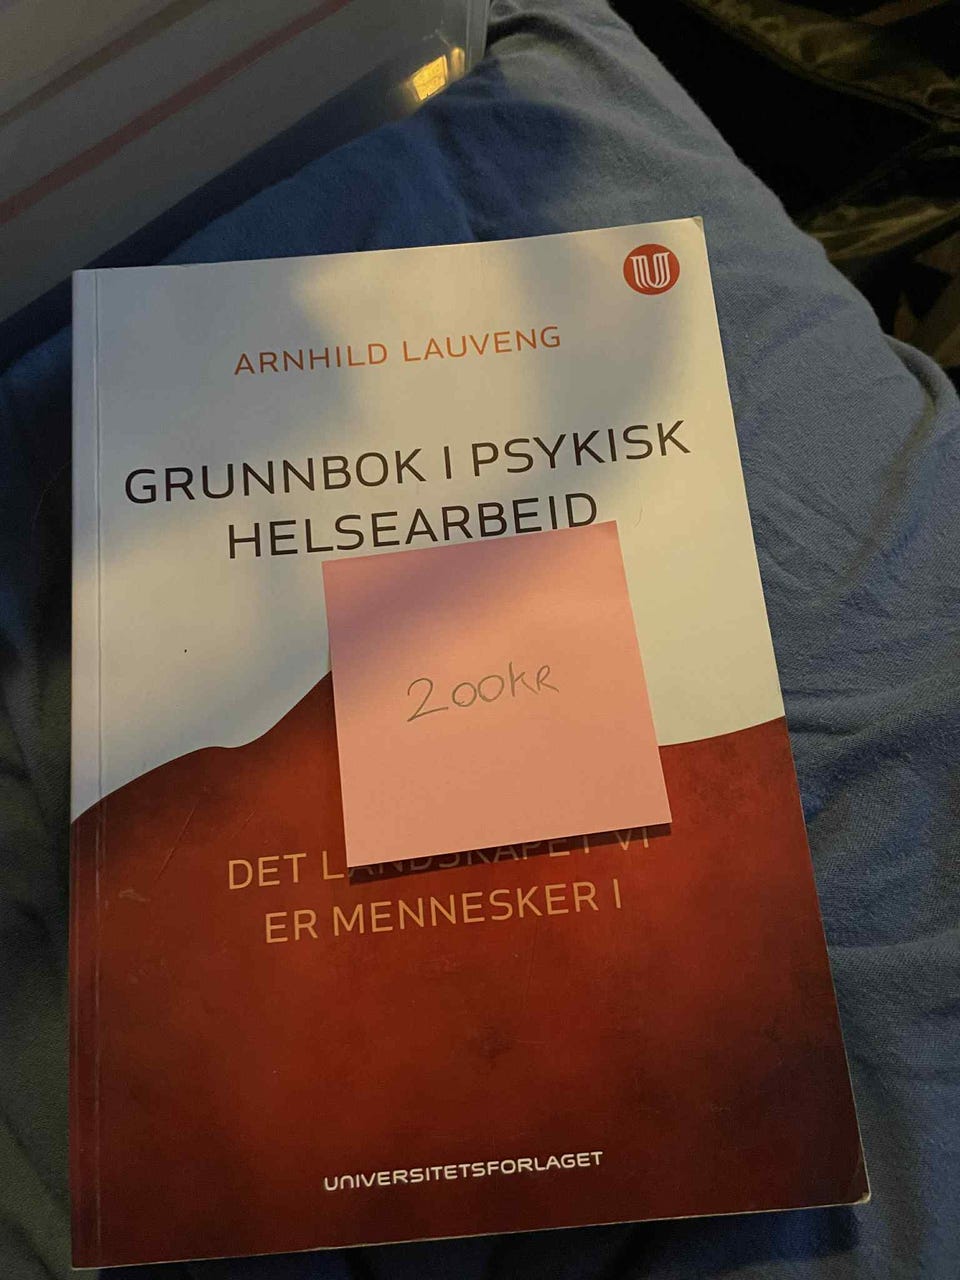 ARNHILD LAUVENG
GRUNNBOK I PSYKISK
HELSEARBEID
200kR
DET LANDSKAPET VI
ER MENNESKER I
UNIVERSITETSFORLAGET